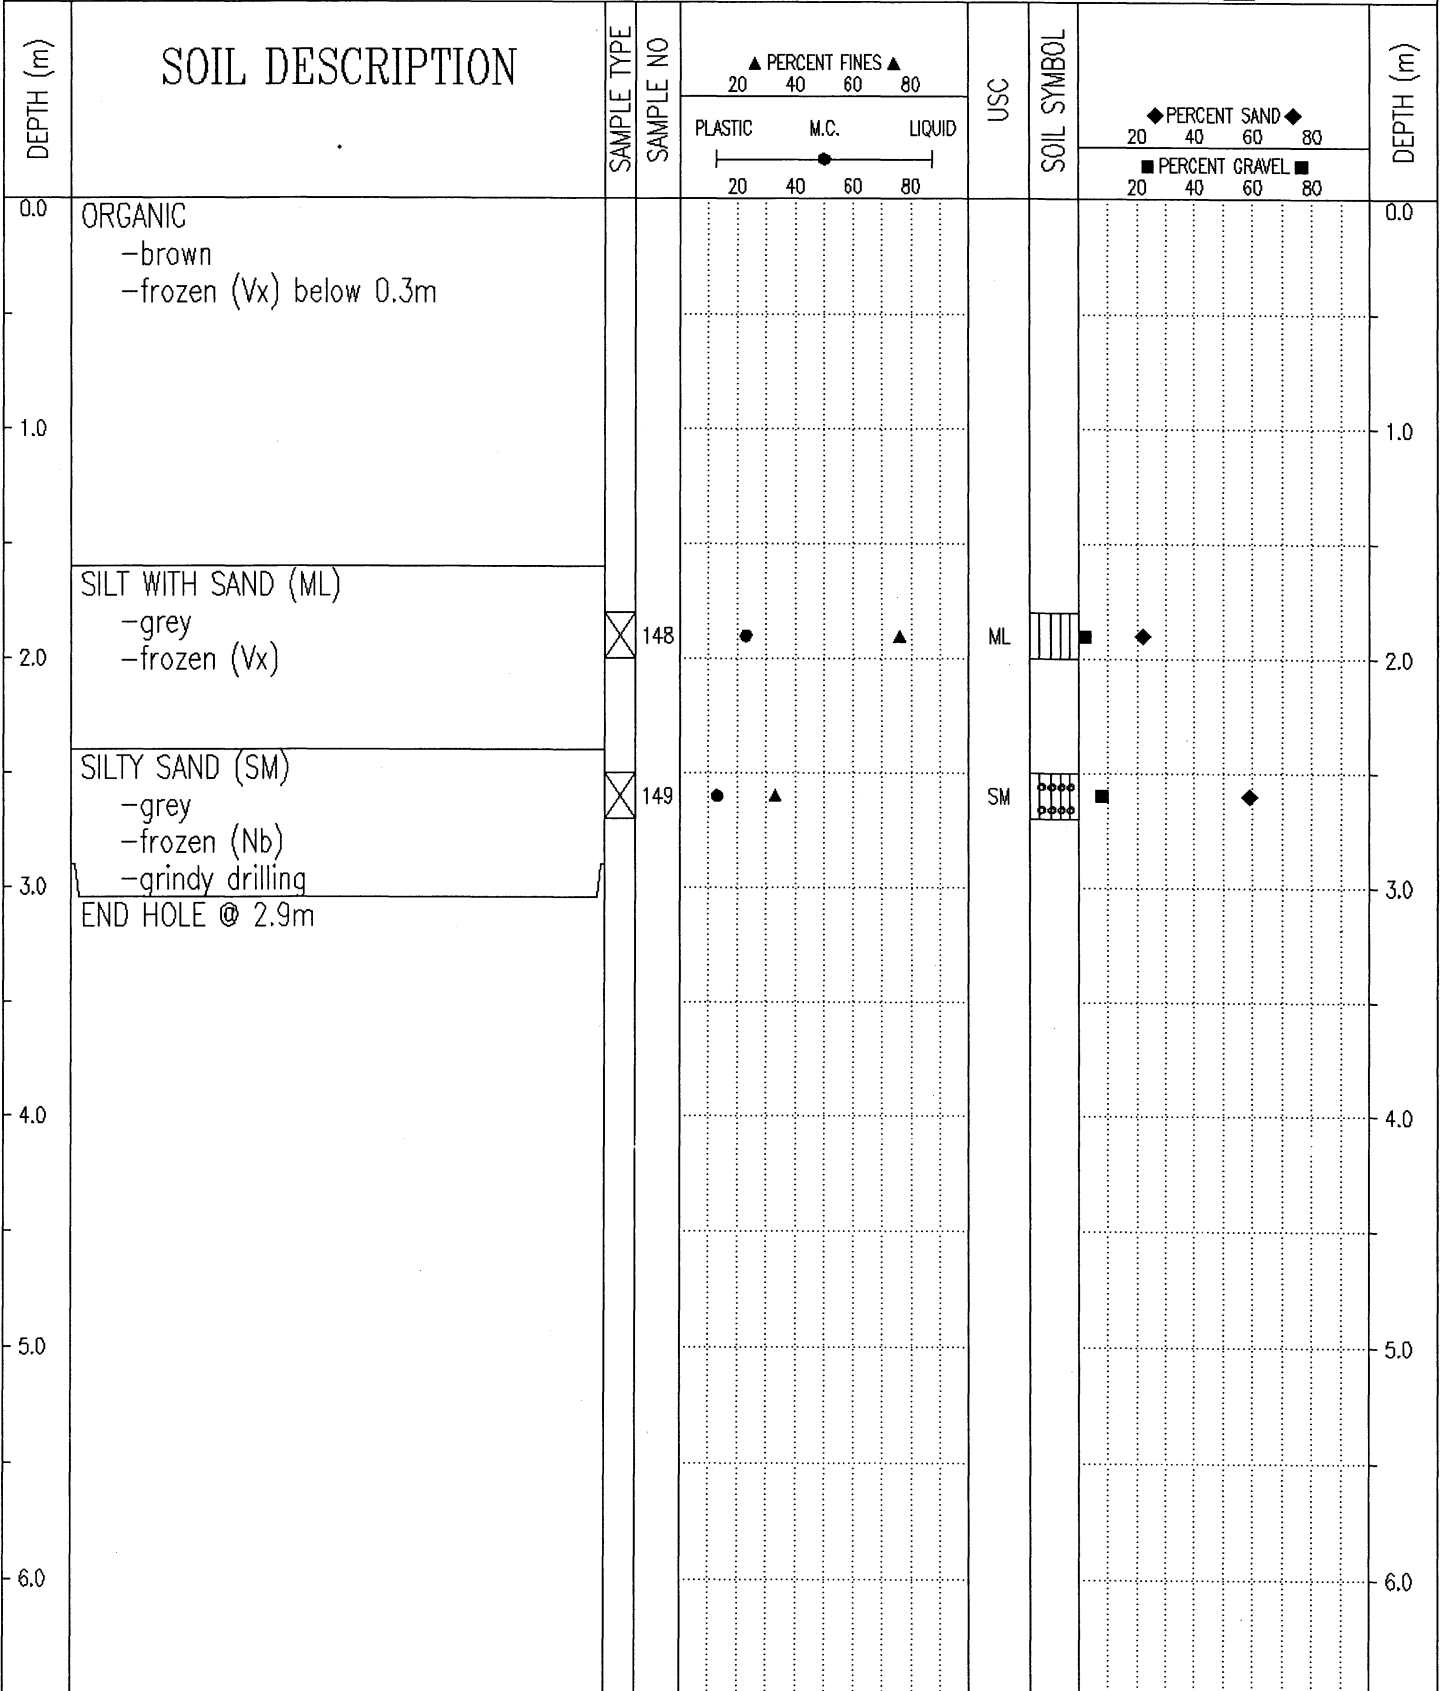 DEPTH (m)
SOIL DESCRIPTION
SAMPLE TYPE
SAMPLE NO
▲ PERCENT FINES ▲
20 40 60 80
PLASTIC M.C. LIQUID
20 40 60 80
USC
SOIL SYMBOL
◆PERCENT SAND◆
20 40 60 80
■PERCENT GRAVEL■
20 40 60 80
DEPTH (m)
0.0 0.0
ORGANIC
-brown
-frozen (Vx) below 0.3m
1.0 1.0
SILT WITH SAND (ML)
-grey
148 ML
-frozen (Vx)
2.0 2.0
SILTY SAND (SM)
-grey
149 SM
-frozen (Nb)
-grindy drilling
3.0 3.0
END HOLE @ 2.9m
4.0 4.0
5.0 5.0
6.0 6.0